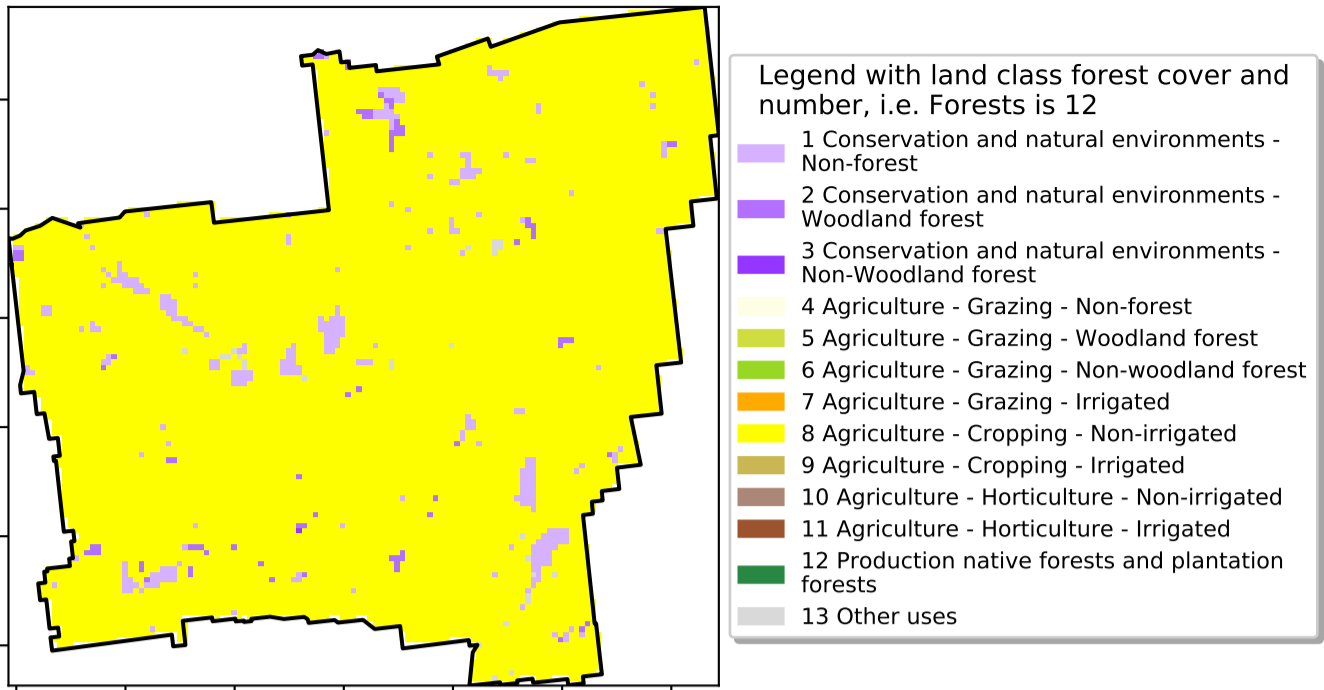 Legend with land class forest cover and
number, i.e. Forests is 12
1 Conservation and natural environments -
Non-forest
2 Conservation and natural environments -
Woodland forest
3 Conservation and natural environments -
Non-Woodland forest
4 Agriculture - Grazing - Non-forest
5 Agriculture - Grazing - Woodland forest
6 Agriculture - Grazing - Non-woodland forest
7 Agriculture - Grazing - Irrigated
8 Agriculture - Cropping - Non-irrigated
9 Agriculture - Cropping - Irrigated
10 Agriculture - Horticulture - Non-irrigated
11 Agriculture - Horticulture - Irrigated
12 Production native forests and plantation
forests
13 Other uses